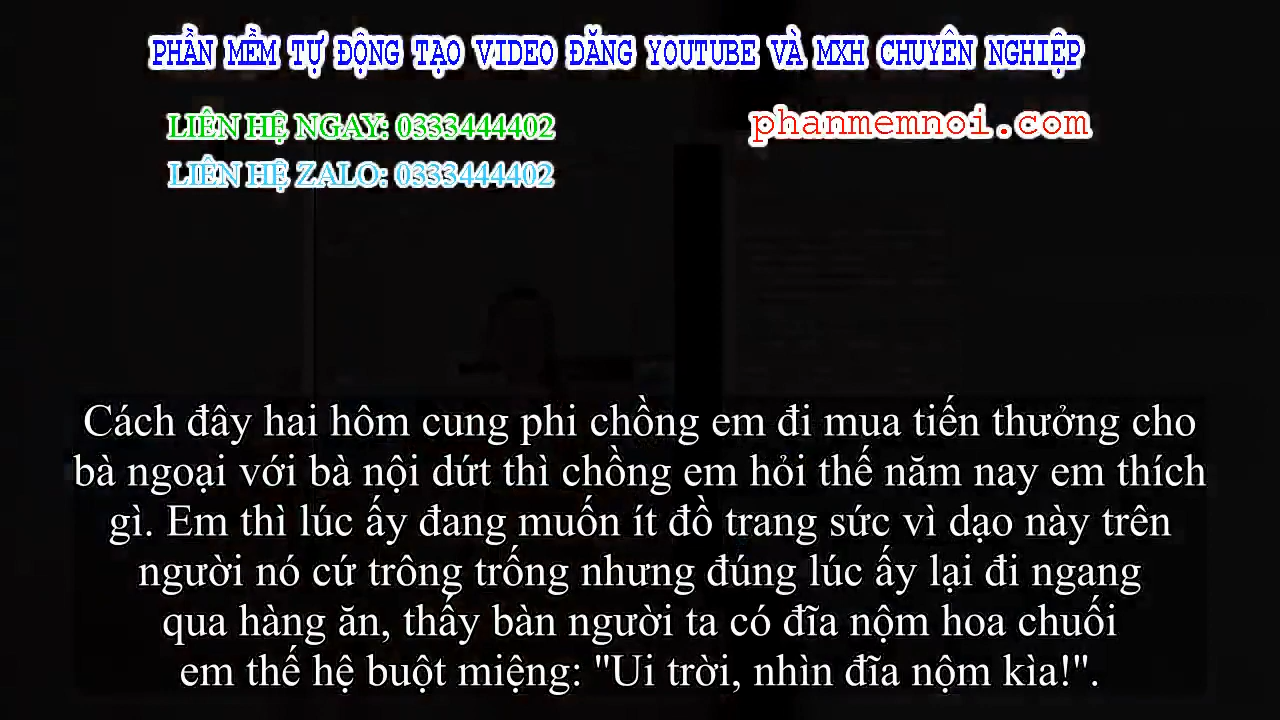 PHẦN MỀM TỰ ĐỘNG TẠO VIDEO ĐĂNG YOUTUBE VÀ MXH CHUYÊN NGHIỆP
LIÊN HỆ NGAY: 0333444402
phanmemnoi.com
LIÊN HỆ ZALO: 0333444402
Cách đây hai hôm cung phi chồng em đi mua tiến thưởng cho
bà ngoại với bà nội dứt thì chồng em hỏi thế năm nay em thích
gì. Em thì lúc ấy đang muốn ít đồ trang sức vì dạo này trên
người nó cứ trông trống nhưng đúng lúc ấy lại đi ngang
qua hàng ăn, thấy bàn người ta có đĩa nộm hoa chuối
em thế hệ buột miệng: "Ui trời, nhìn đĩa nộm kìa!".